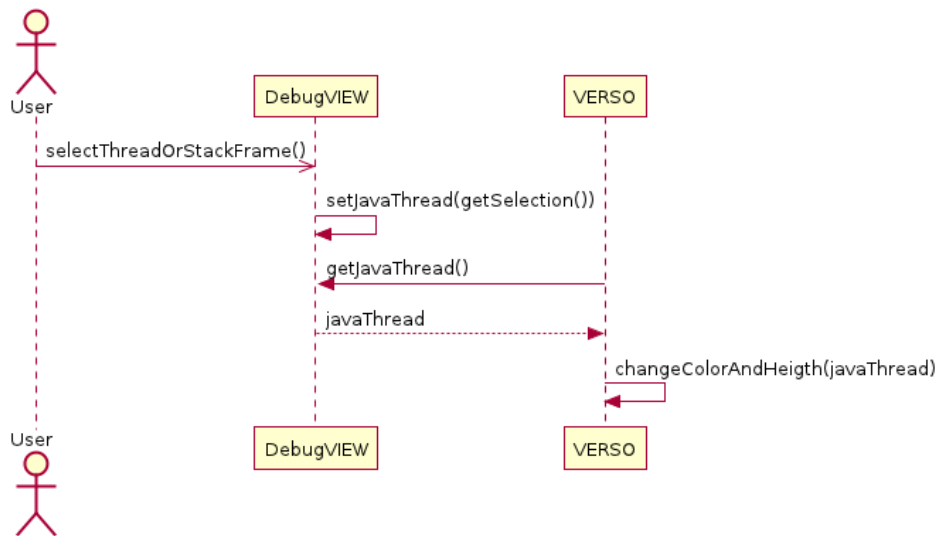 User
DebugVIEW
VERSO
selectThreadOrStackFrame()
setJavaThread(getSelection())
getJavaThread()
javaThread
changeColorAndHeigth(javaThread)
User
DebugVIEW
VERSO